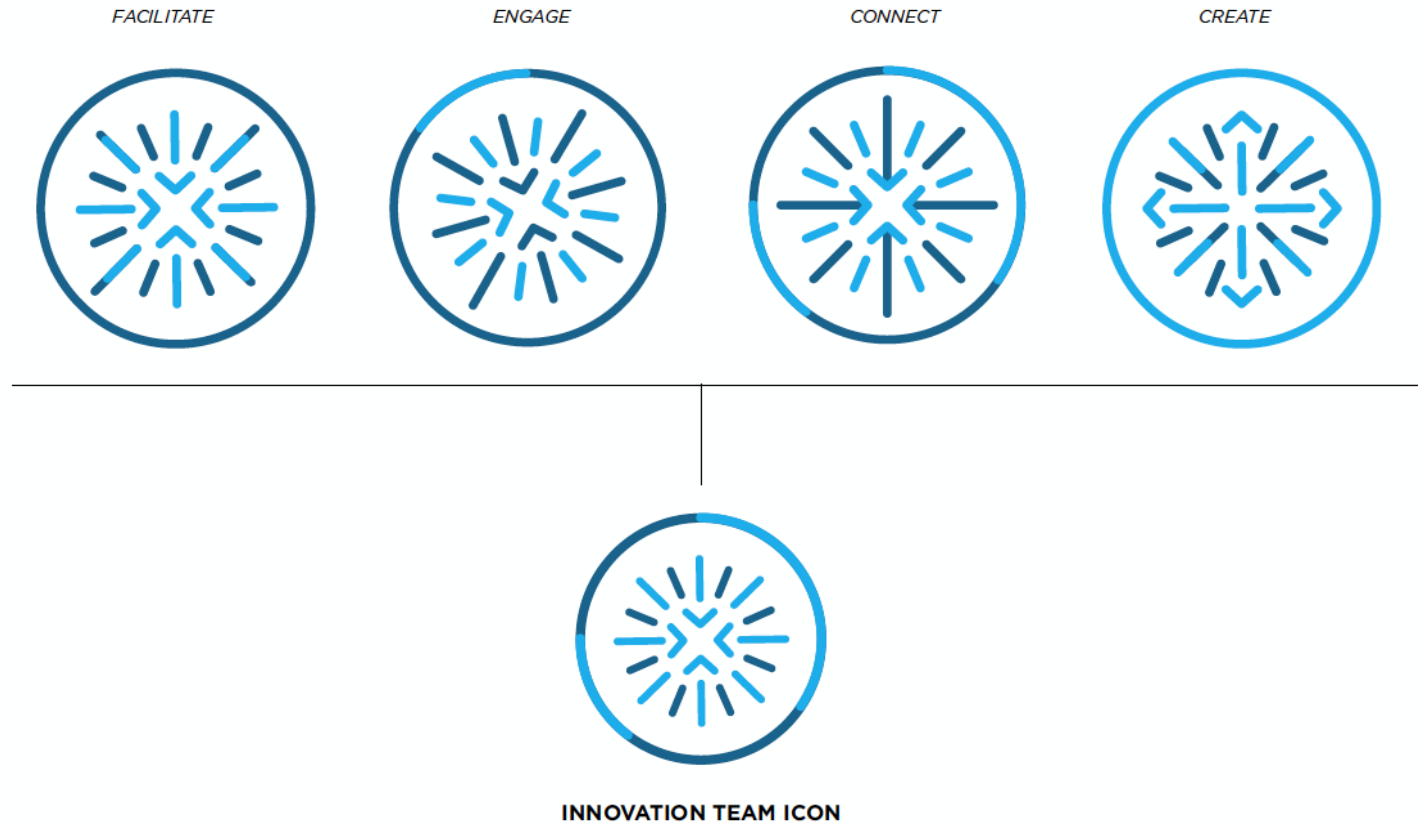 FACILITATE
ENGAGE
CONNECT
CREATE
INNOVATION TEAM ICON